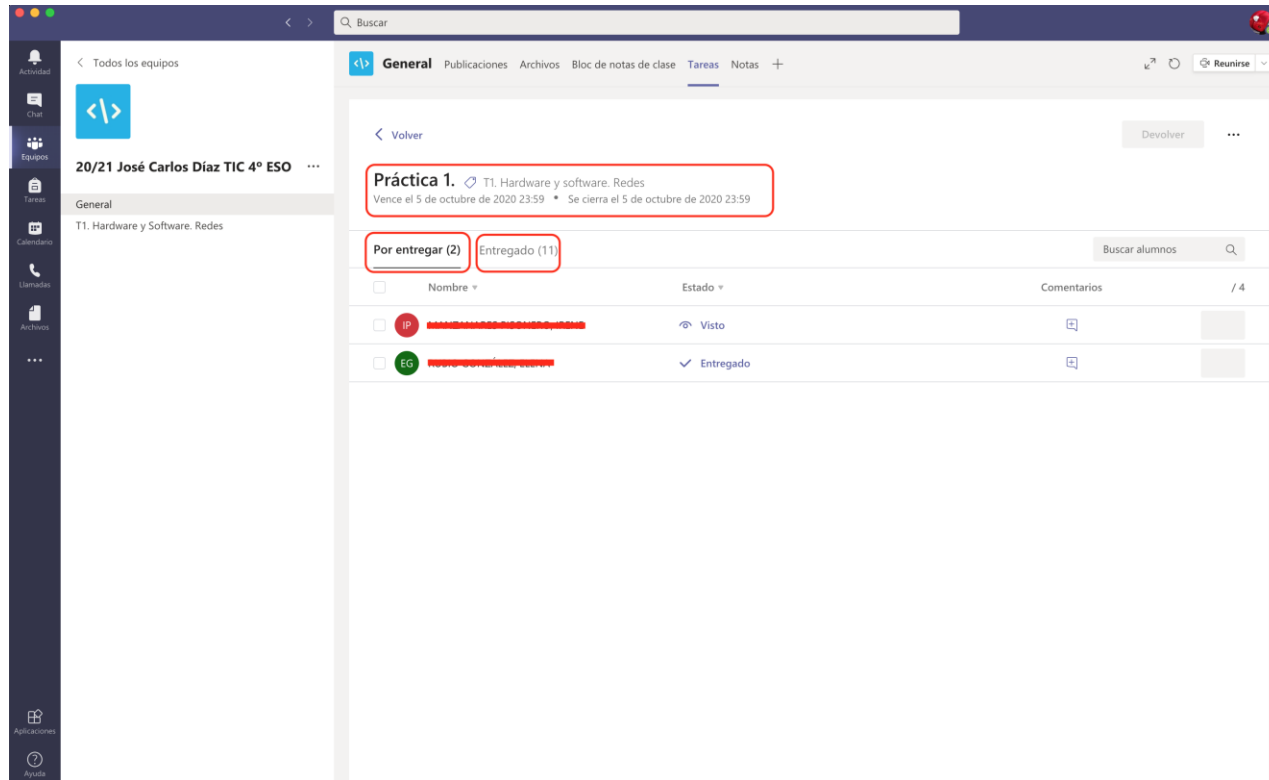 Buscar
Actividad
Chat
Equipos
Tareas
Calendario
Llamadas
Archivos
Aplicaciones
Ayuda
Todos los equipos
20/21 José Carlos Díaz TIC 4º ESO
General
T1. Hardware y Software. Redes
General Publicaciones Archivos Bloc de notas de clase Tareas Notas
Reunirse
Volver
Devolver
Práctica 1. T1. Hardware y software. Redes
Vence el 5 de octubre de 2020 23:59 • Se cierra el 5 de octubre de 2020 23:59
Por entregar (2) Entregado (11)
Buscar alumnos
Nombre Estado Comentarios / 4
IP Visto
EG Entregado